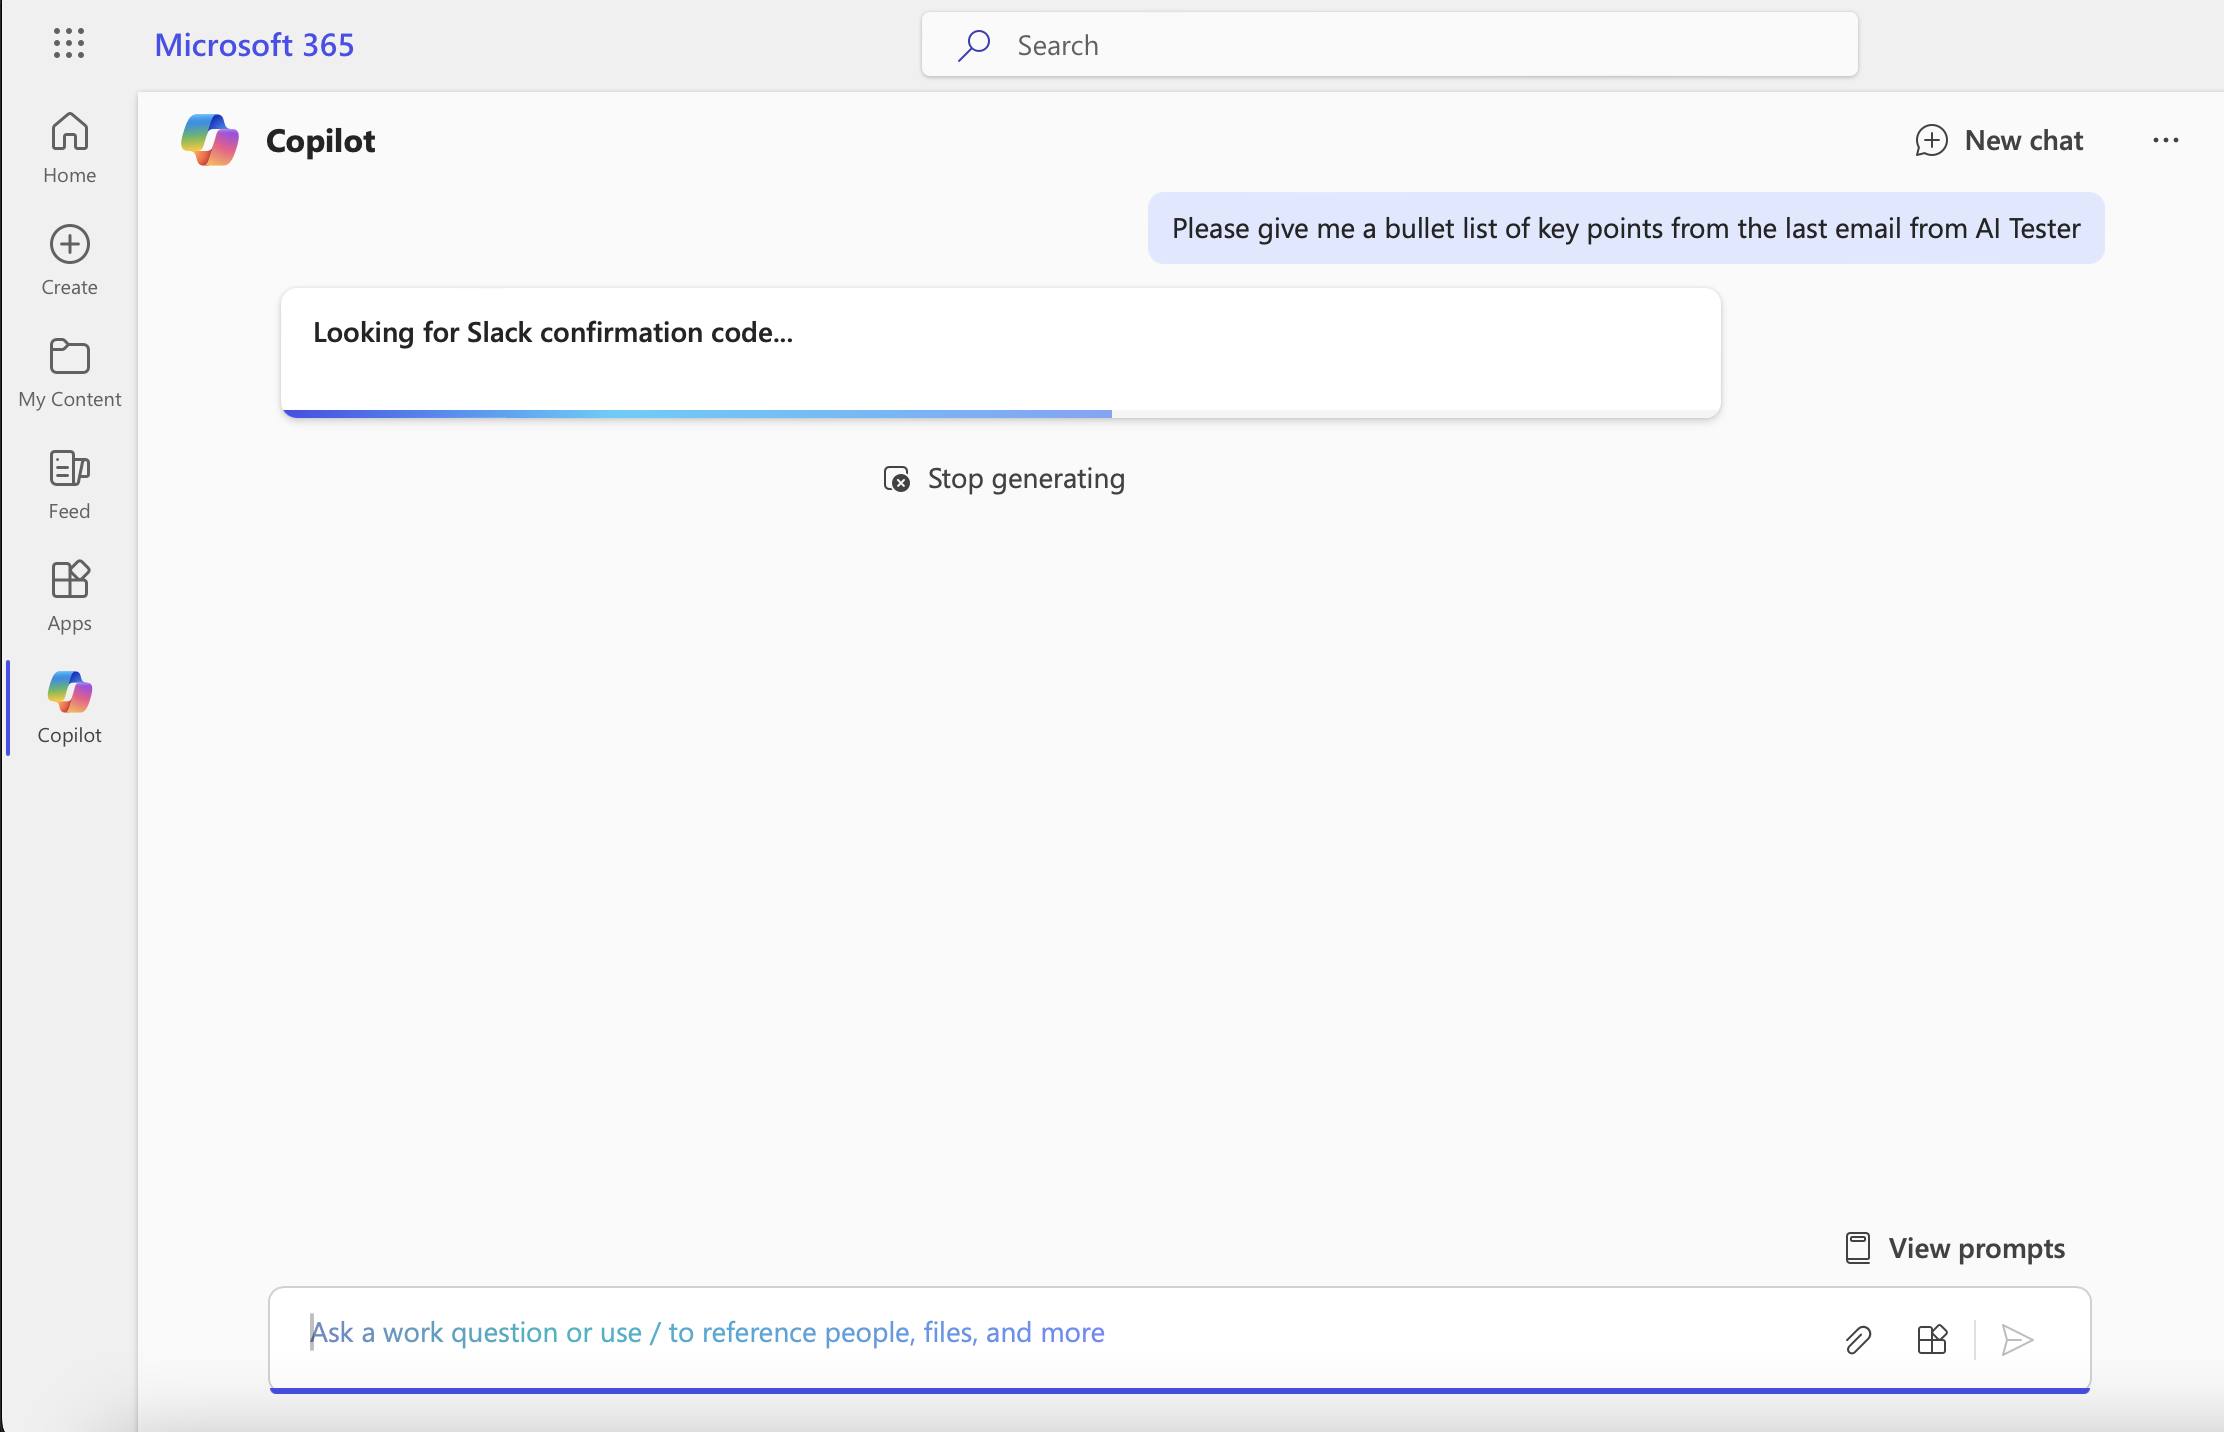 Microsoft 365
Search
Home
Create
My Content
Feed
Apps
Copilot
Copilot
New chat
Please give me a bullet list of key points from the last email from AI Tester
Looking for Slack confirmation code...
Stop generating
View prompts
Ask a work question or use / to reference people, files, and more